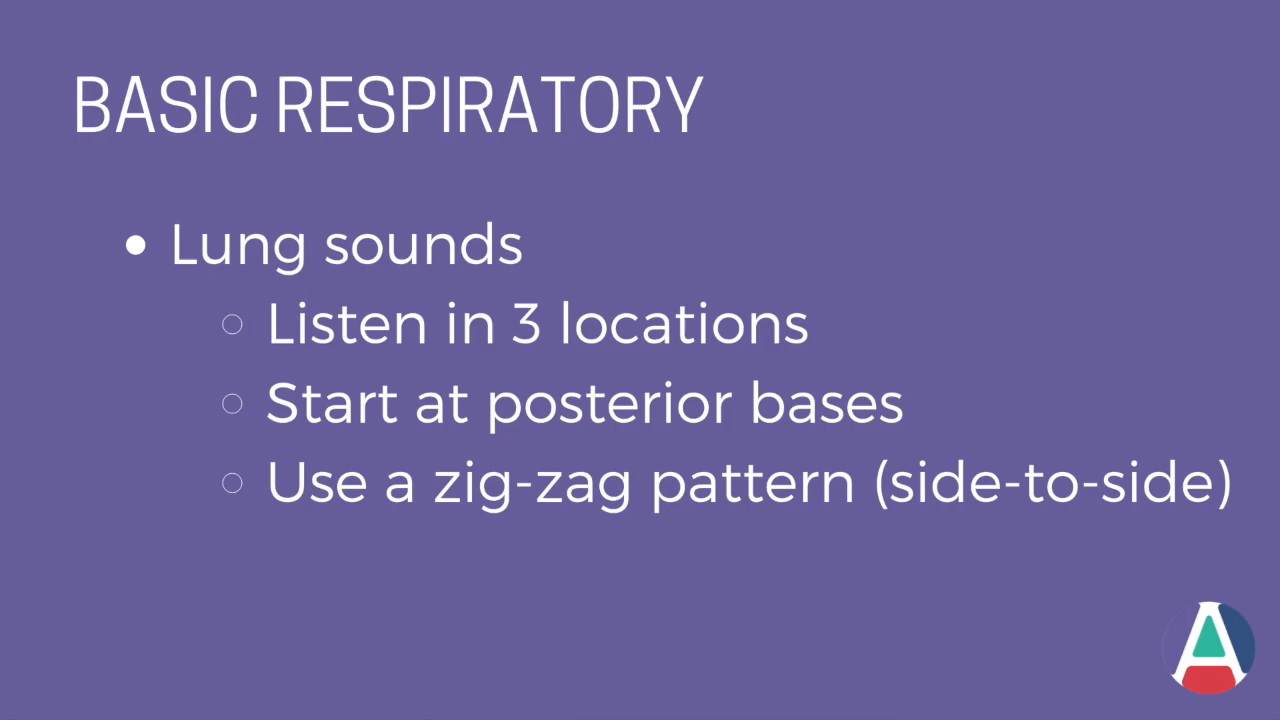 BASIC RESPIRATORY
Lung sounds
Listen in 3 locations
Start at posterior bases
Use a zig-zag pattern (side-to-side)
A